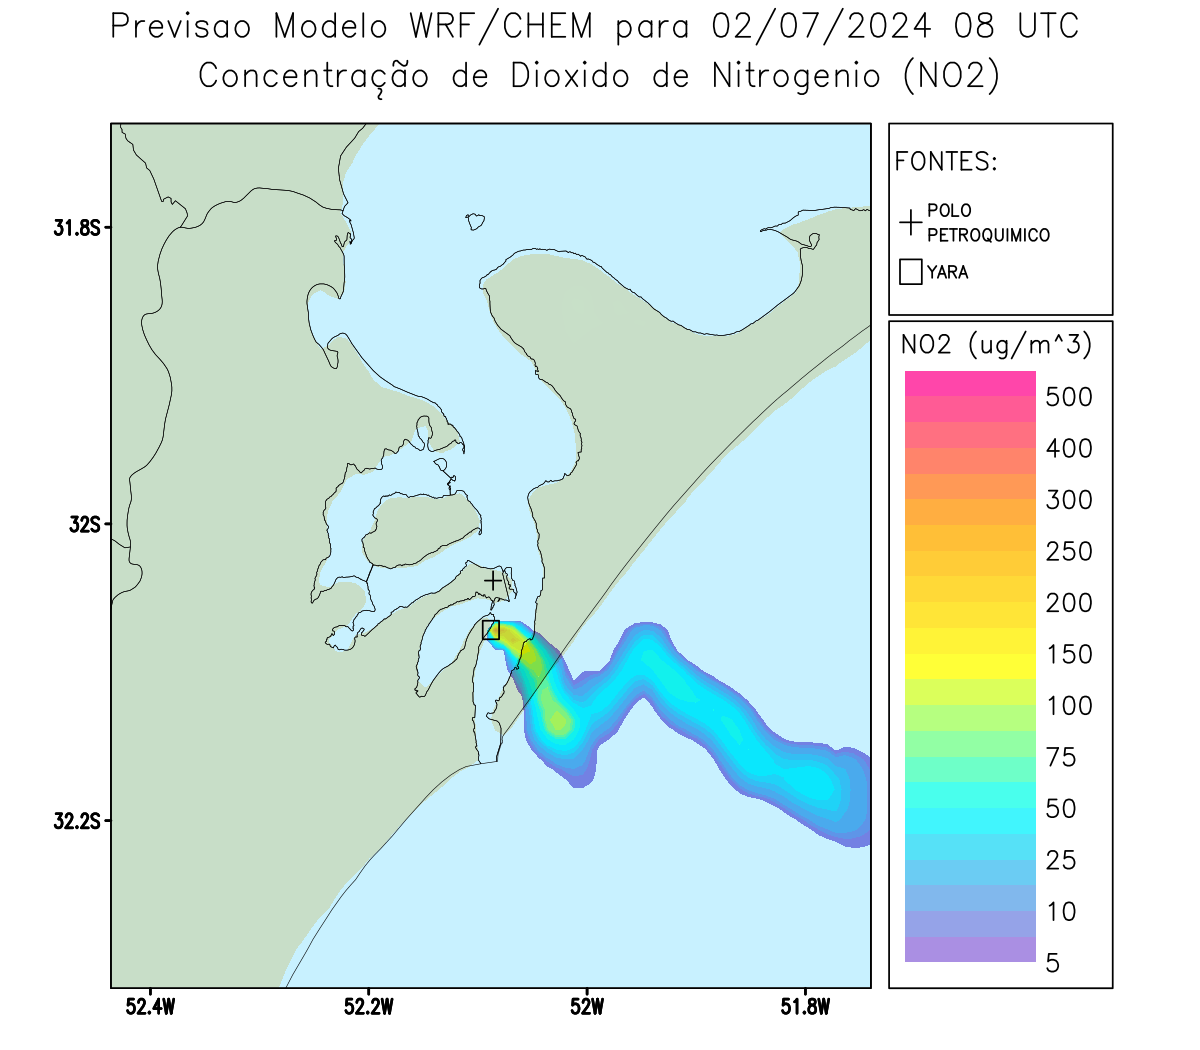 Previsao Modelo WRF/CHEM para 02/07/2024 08 UTC
Concentração de Dioxido de Nitrogenio (NO2)
FONTES:
POLO
PETROQUIMICO
YARA
NO2 (ug/m^3)
500
400
300
250
200
150
100
75
50
25
10
5
31.8S
32S
32.2S
52.4W
52.2W
52W
51.8W